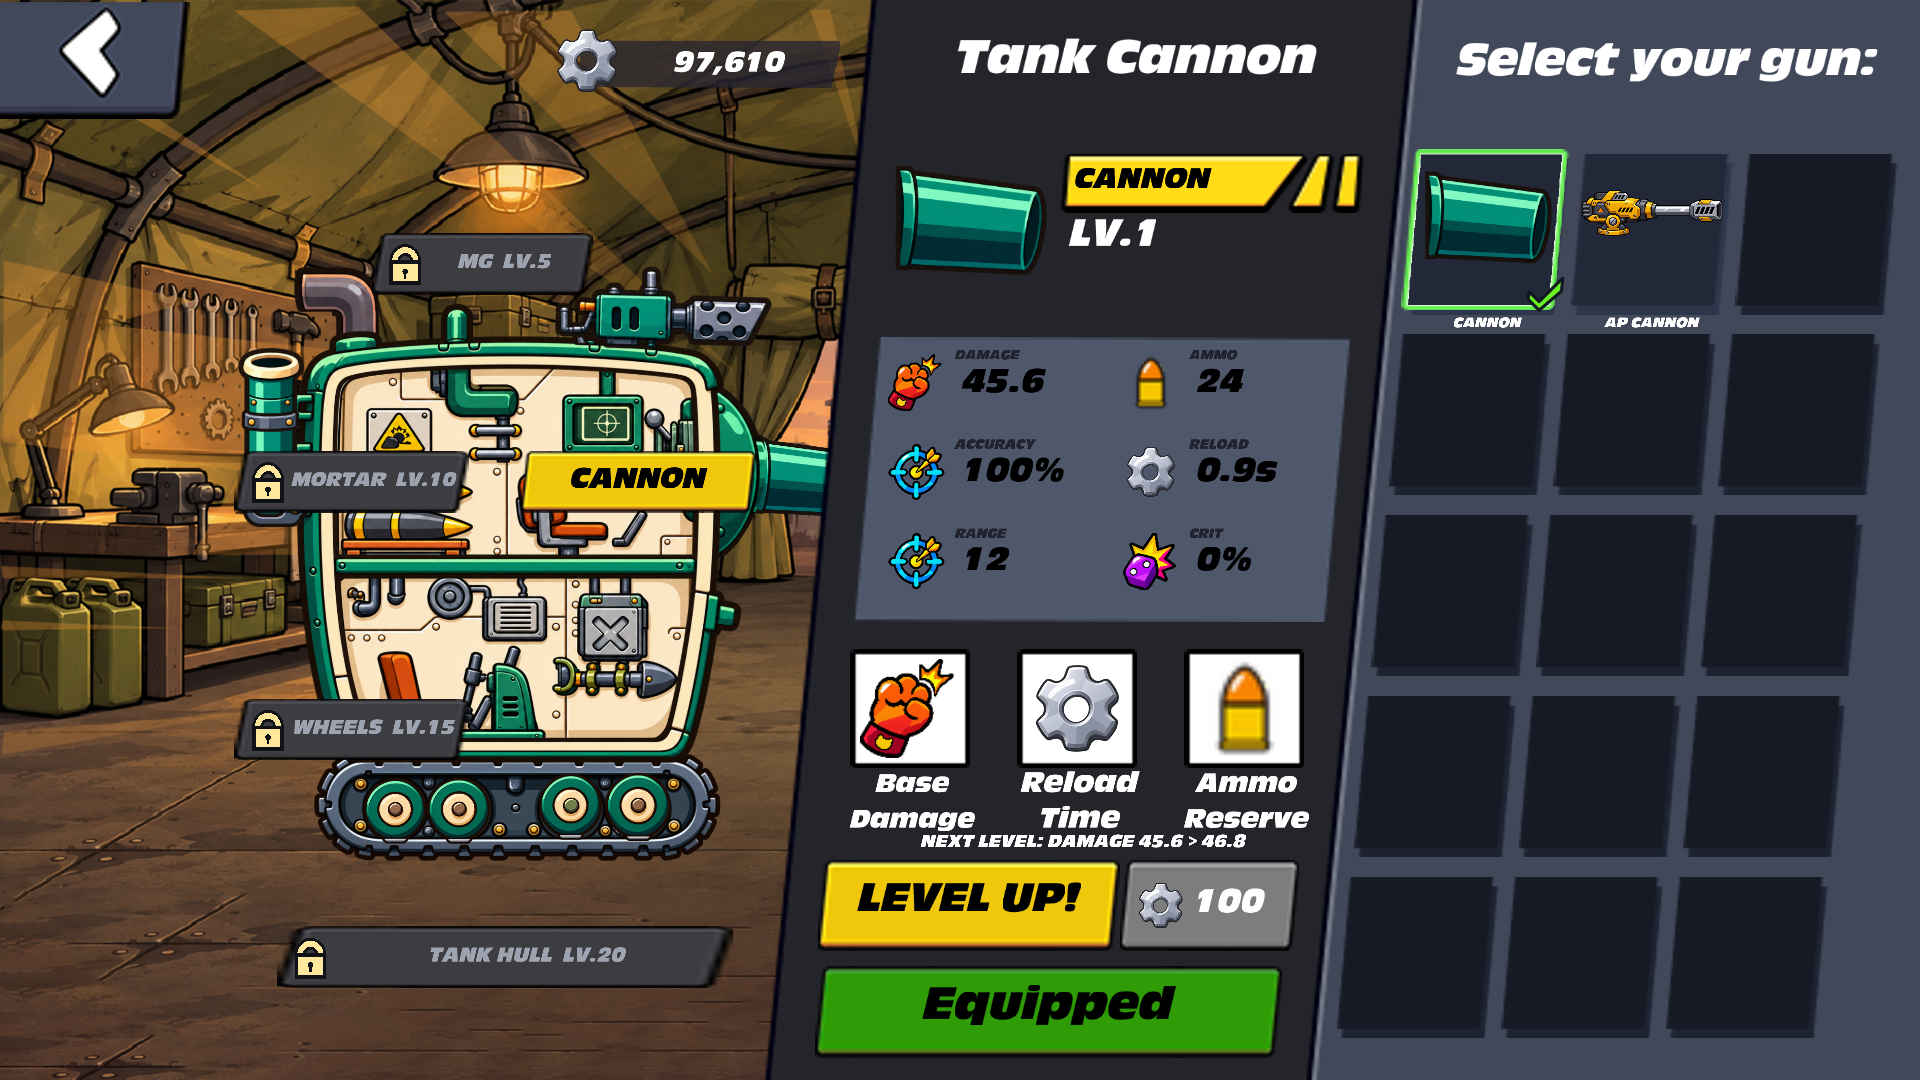 97,610
Tank Cannon
Select your gun:
CANNON
LV.1
MG LV.5
CANNON
AP CANNON
DAMAGE
45.6
AMMO
24
ACCURACY
100%
RELOAD
0.9s
RANGE
12
CRIT
0%
MORTAR LV.10
CANNON
WHEELS LV.15
Base
Damage
Reload
Time
Ammo
Reserve
NEXT LEVEL: DAMAGE 45.6 > 46.8
LEVEL UP!
100
TANK HULL LV.20
Equipped